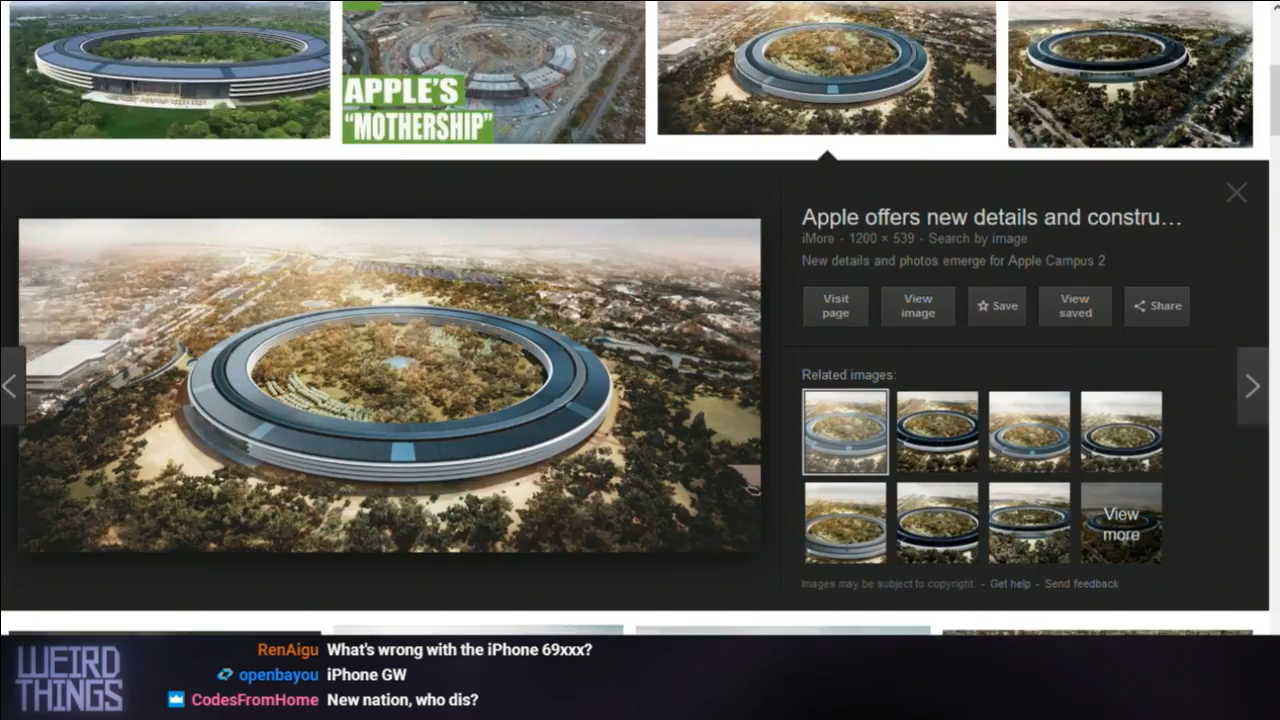 APPLE'S
"MOTHERSHIP"
Apple offers new details and constru…
iMore - 1200 × 539 - Search by image
New details and photos emerge for Apple Campus 2
Visit page
View image
Save
View saved
Share
Related images:
View more
Images may be subject to copyright. - Get help - Send feedback
WEIRD THINGS
RenAigu What's wrong with the iPhone 69xxx?
openbayou iPhone GW
CodesFromHome New nation, who dis?